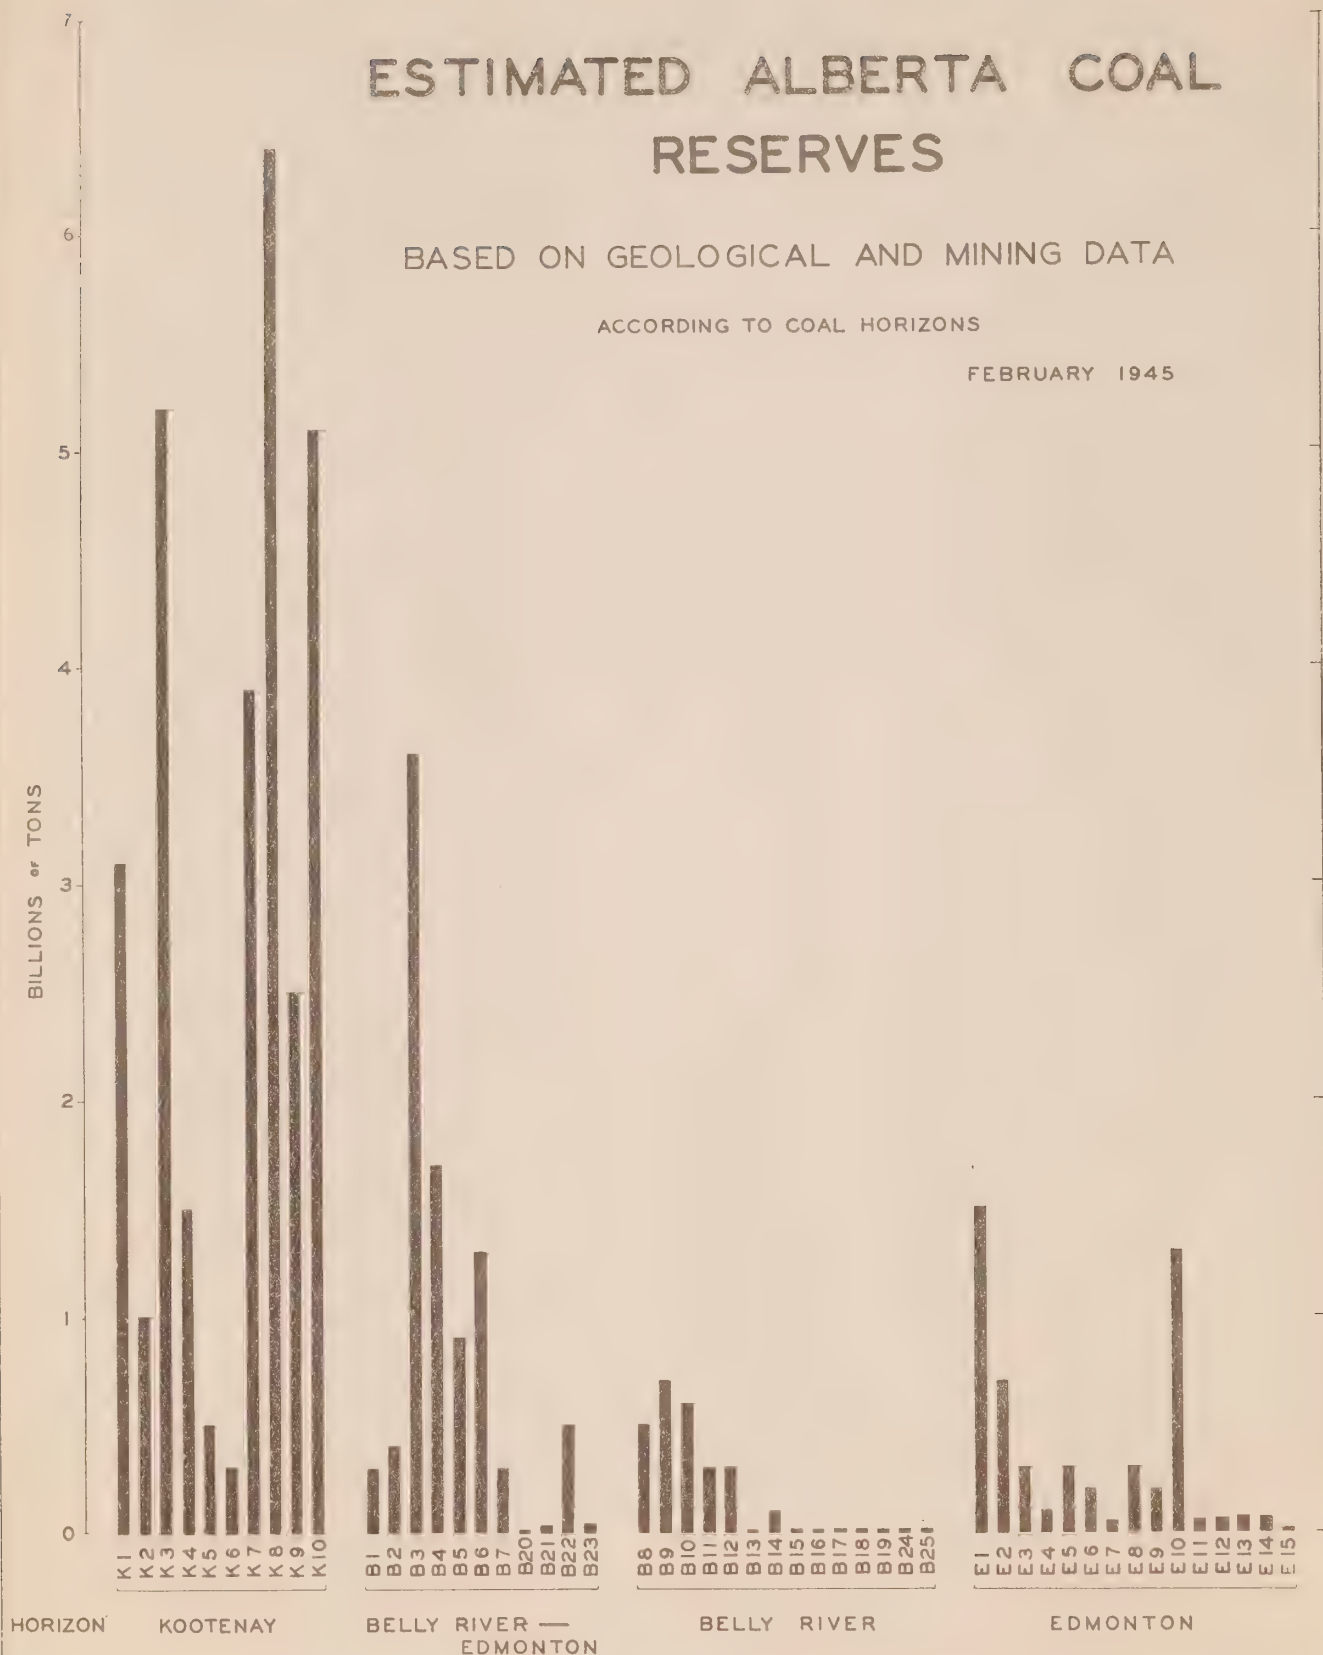 ESTIMATED ALBERTA COAL
RESERVES
BASED ON GEOLOGICAL AND MINING DATA
ACCORDING TO COAL HORIZONS
FEBRUARY 1945
7
6
5
4
3
2
1
0
BILLIONS OF TONS
K1 K2 K3 K4 K5 K6 K7 K8 K9 K10
B1 B2 B3 B4 B5 B6 B7 B20 B21 B22 B23
B8 B9 B10 B11 B12 B13 B14 B15 B16 B17 B18 B19 B24 B25
E1 E2 E3 E4 E5 E6 E7 E8 E9 E10 E11 E12 E13 E14 E15
HORIZON KOOTENAY BELLY RIVER — BELLY RIVER EDMONTON
EDMONTON